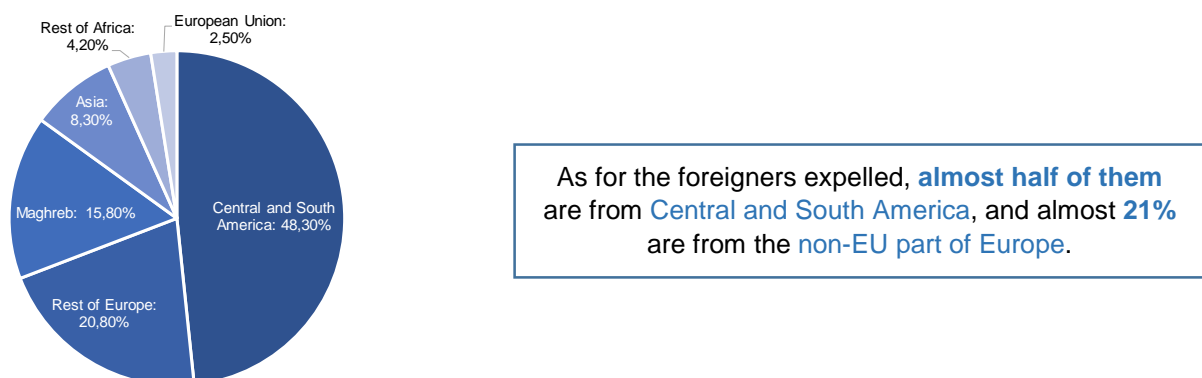 European Union:
2,50%
Rest of Africa:
4,20%
Asia:
8,30%
Maghreb: 15,80%
Central and South
America: 48,30%
Rest of Europe:
20,80%
As for the foreigners expelled, almost half of them
are from Central and South America, and almost 21%
are from the non-EU part of Europe.